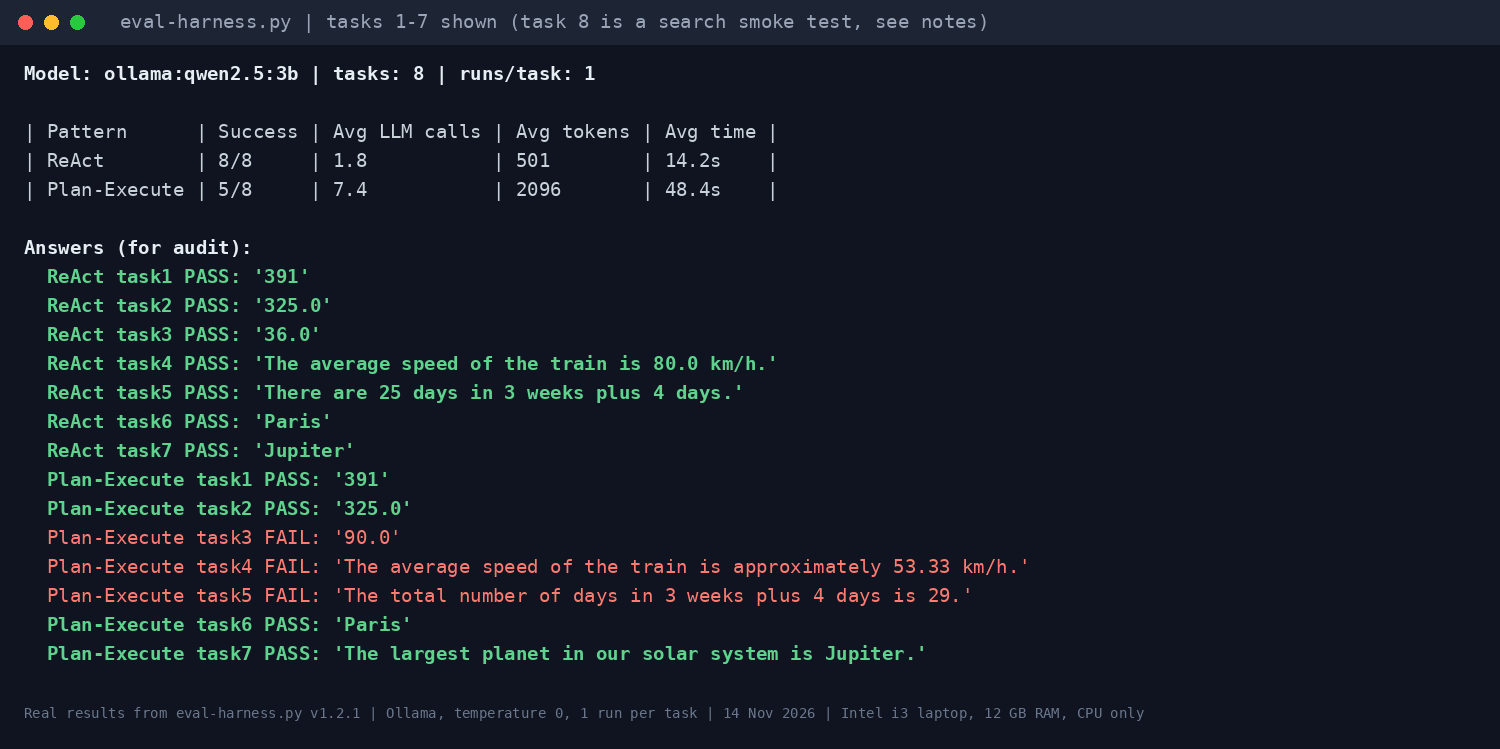 eval-harness.py | tasks 1-7 shown (task 8 is a search smoke test, see notes)
Model: ollama:qwen2.5:3b | tasks: 8 | runs/task: 1
| Pattern      | Success | Avg LLM calls | Avg tokens | Avg time |
| ReAct        | 8/8     | 1.8           | 501        | 14.2s    |
| Plan-Execute | 5/8     | 7.4           | 2096       | 48.4s    |
Answers (for audit):
ReAct task1 PASS: '391'
ReAct task2 PASS: '325.0'
ReAct task3 PASS: '36.0'
ReAct task4 PASS: 'The average speed of the train is 80.0 km/h.'
ReAct task5 PASS: 'There are 25 days in 3 weeks plus 4 days.'
ReAct task6 PASS: 'Paris'
ReAct task7 PASS: 'Jupiter'
Plan-Execute task1 PASS: '391'
Plan-Execute task2 PASS: '325.0'
Plan-Execute task3 FAIL: '90.0'
Plan-Execute task4 FAIL: 'The average speed of the train is approximately 53.33 km/h.'
Plan-Execute task5 FAIL: 'The total number of days in 3 weeks plus 4 days is 29.'
Plan-Execute task6 PASS: 'Paris'
Plan-Execute task7 PASS: 'The largest planet in our solar system is Jupiter.'
Real results from eval-harness.py v1.2.1 | Ollama, temperature 0, 1 run per task | 14 Nov 2026 | Intel i3 laptop, 12 GB RAM, CPU only